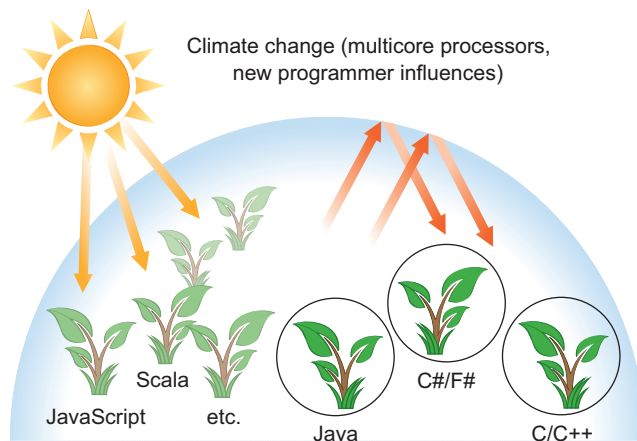 Climate change (multicore processors,
new programmer influences)
Scala
C#/F#
JavaScript
etc.
Java
C/C++